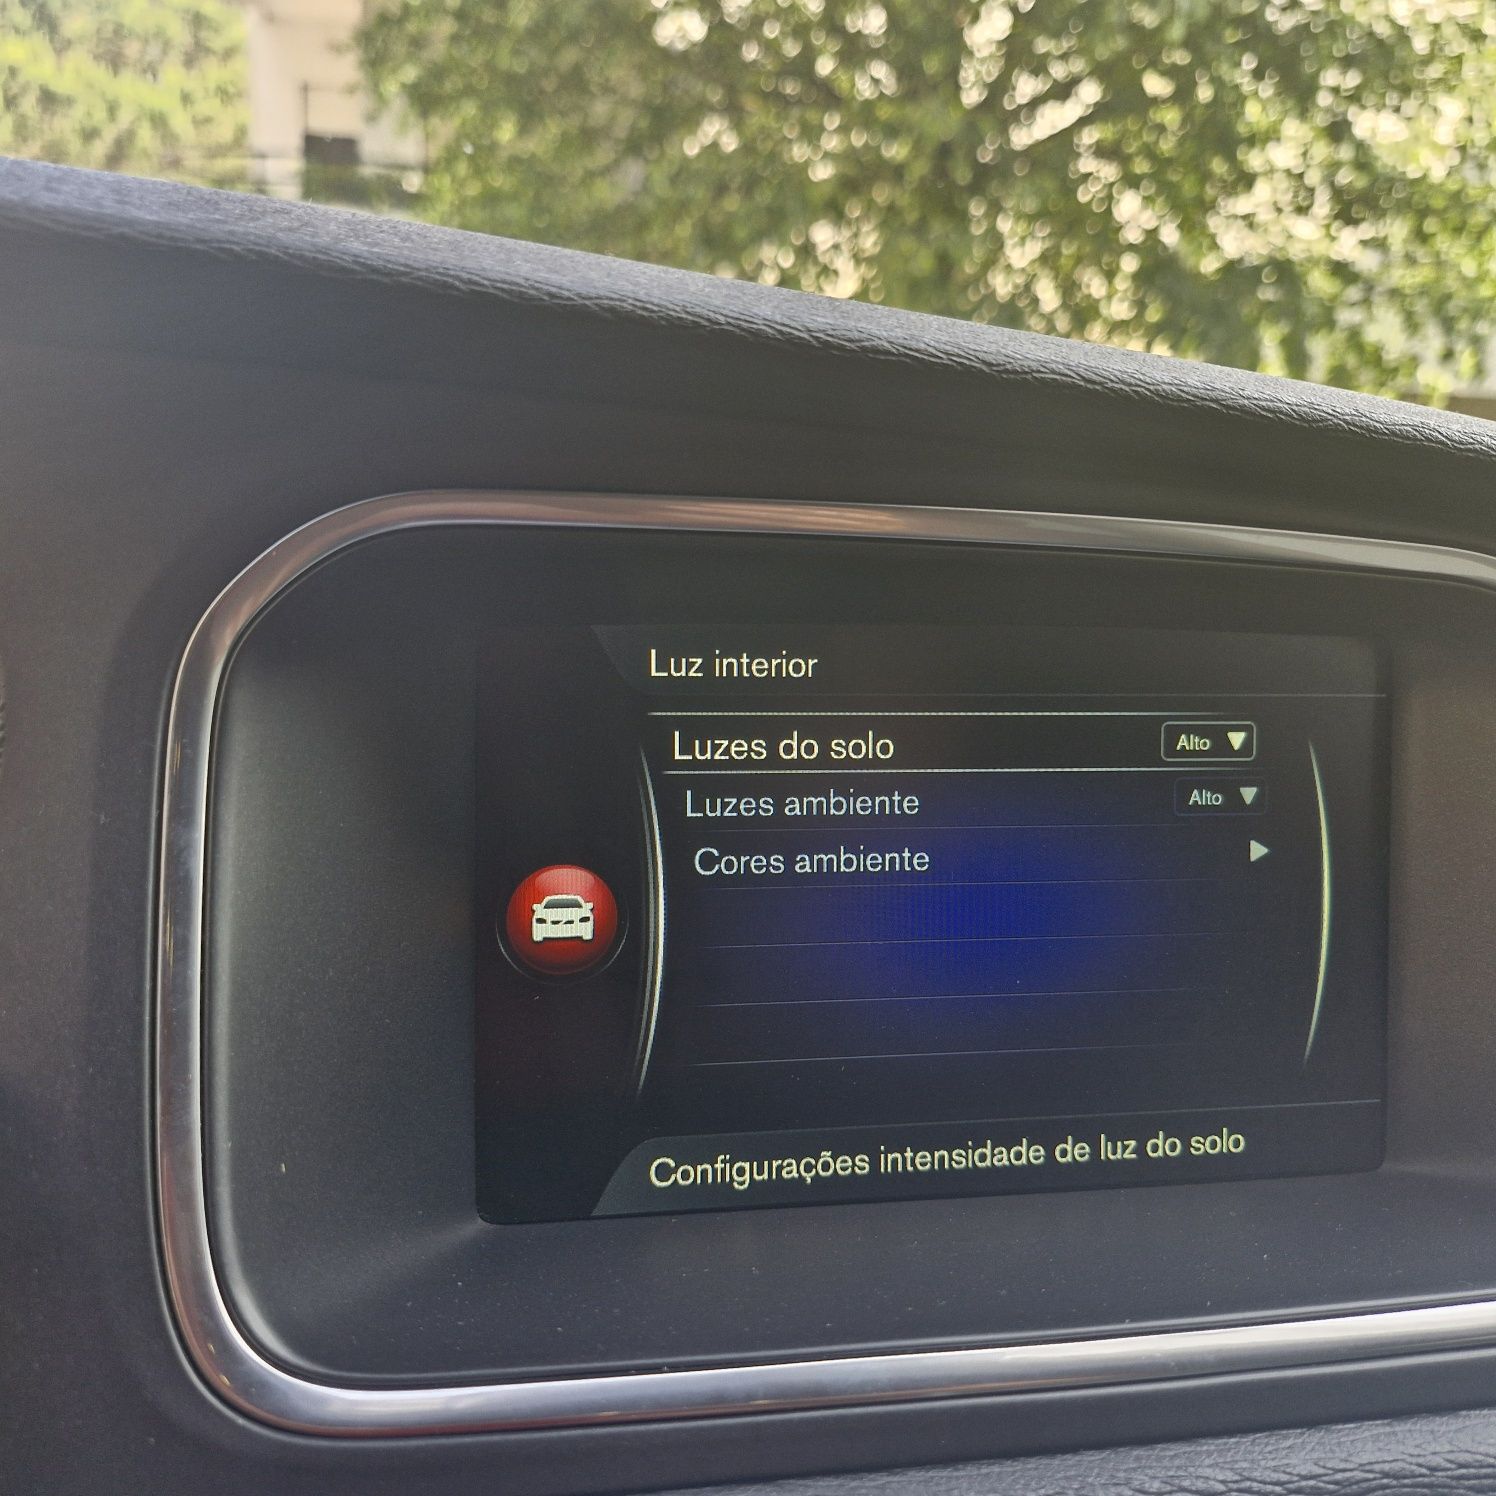 Luz interior
Luzes do solo Alto
Luzes ambiente Alto
Cores ambiente
Configurações intensidade de luz do solo